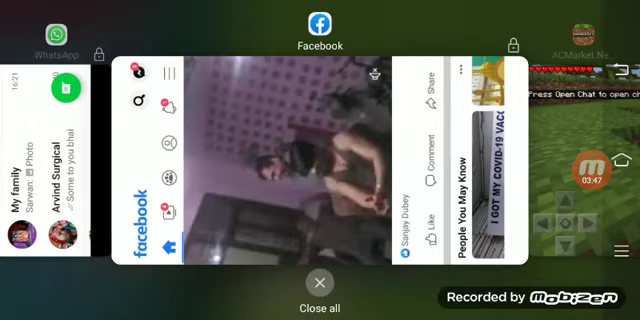 WhatsApp
Facebook
ACMarket.Ne...
16:21
My family
Sarwan: Photo
Arvind Surgical
Some to you bhai
facebook
Sanjay Dubey
Like
Comment
Share
People You May Know
I GOT MY COVID-19 VACC
Press Open Chat to open ch
03:47
Close all
Recorded by Mobizen